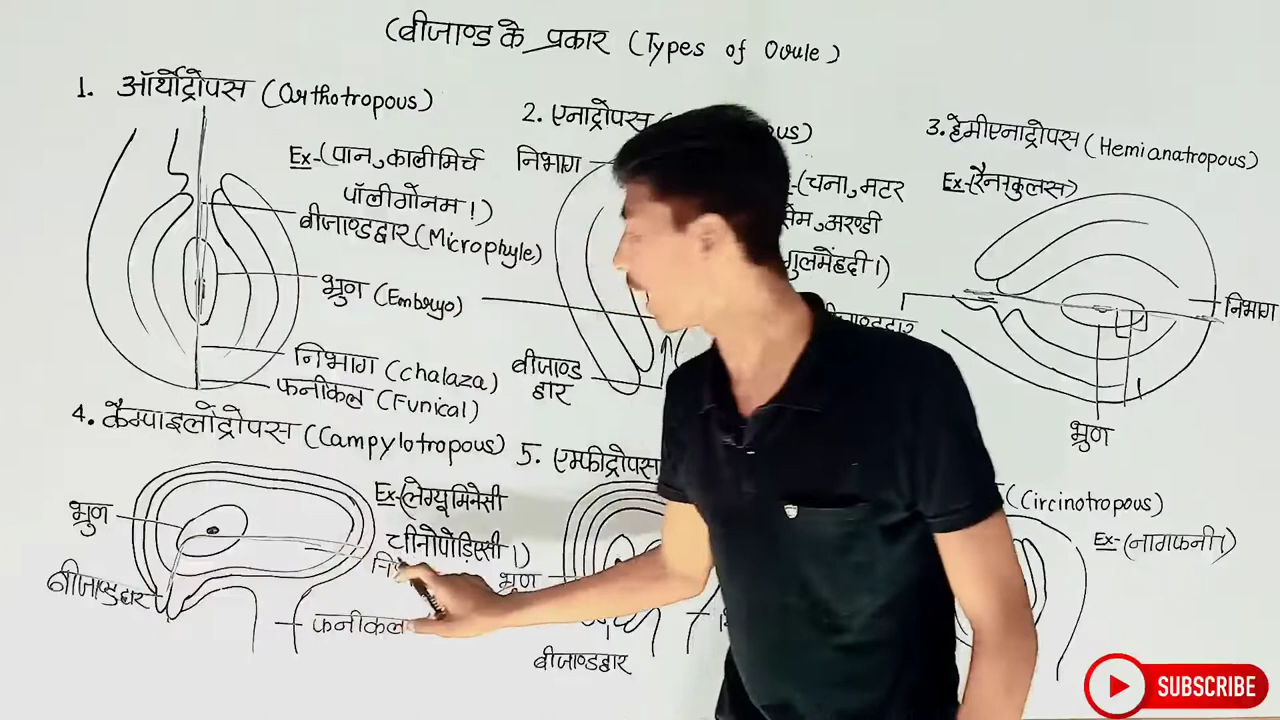 बीजाण्ड के प्रकार (Types of Ovule)
1. ऑर्थोट्रोपस (Orthotropous)
Ex-(पान, कालीमिर्च
पॉलीगोनम।)
बीजाण्डद्वार (Microphyle)
भ्रुण (Embryo)
निभाग (Chalaza)
फनीकल (Funical)
2. एनाट्रोपस
निभाग
(चना, मटर
सेम, अरण्डी
गुलमेंहदी।)
बीजाण्ड
द्वार
3. हेमीएनाट्रोपस (Hemianatropous)
Ex-(रैननकुलस)
बीजाण्डद्वार
निभाग
भ्रुण
4. कैम्पाइलोट्रोपस (Campylotropous)
Ex-(लेग्यूमिनेसी
चीनोपोडिएसी।)
भ्रुण
बीजाण्डद्वार
फनीकल
5. एम्फीट्रोपस
भ्रुण
बीजाण्डद्वार
(Circinotropous)
Ex-(नागफनी।)
SUBSCRIBE